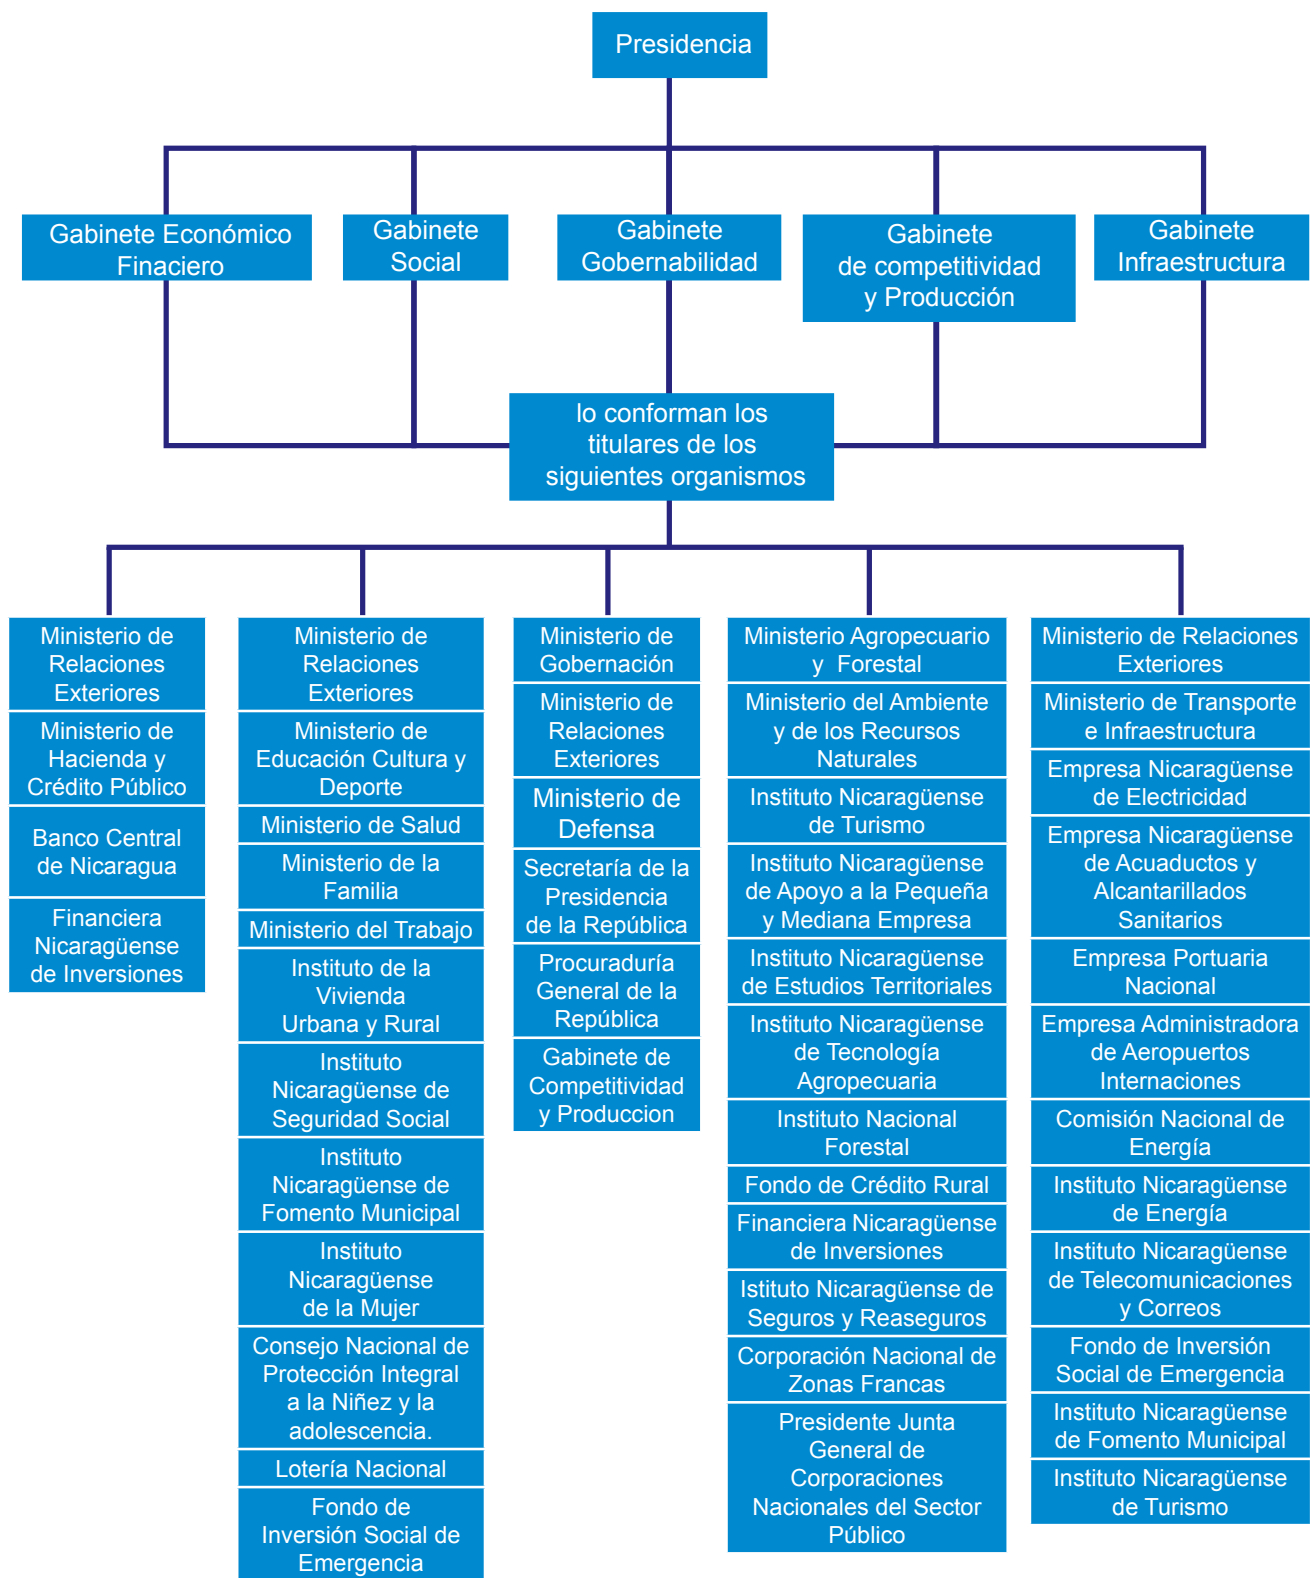 Presidencia
Gabinete Económico
Finaciero
Gabinete
Social
Gabinete
Gobernabilidad
Gabinete
de competitividad
y Producción
Gabinete
Infraestructura
lo conforman los
titulares de los
siguientes organismos
Ministerio de
Relaciones
Exteriores
Ministerio de
Hacienda y
Crédito Público
Banco Central
de Nicaragua
Financiera
Nicaragüense
de Inversiones
Ministerio de
Relaciones
Exteriores
Ministerio de
Educación Cultura y
Deporte
Ministerio de Salud
Ministerio de la
Familia
Ministerio del Trabajo
Instituto de la
Vivienda
Urbana y Rural
Instituto
Nicaragüense de
Seguridad Social
Instituto
Nicaragüense de
Fomento Municipal
Instituto
Nicaragüense
de la Mujer
Consejo Nacional de
Protección Integral
a la Niñez y la
adolescencia.
Lotería Nacional
Fondo de
Inversión Social de
Emergencia
Ministerio de
Gobernación
Ministerio de
Relaciones
Exteriores
Ministerio de
Defensa
Secretaría de la
Presidencia
de la República
Procuraduría
General de la
República
Gabinete de
Competitividad
y Produccion
Ministerio Agropecuario
y Forestal
Ministerio del Ambiente
y de los Recursos
Naturales
Instituto Nicaragüense
de Turismo
Instituto Nicaragüense
de Apoyo a la Pequeña
y Mediana Empresa
Instituto Nicaragüense
de Estudios Territoriales
Instituto Nicaragüense
de Tecnología
Agropecuaria
Instituto Nacional
Forestal
Fondo de Crédito Rural
Financiera Nicaragüense
de Inversiones
Istituto Nicaragüense de
Seguros y Reaseguros
Corporación Nacional de
Zonas Francas
Presidente Junta
General de
Corporaciones
Nacionales del Sector
Público
Ministerio de Relaciones
Exteriores
Ministerio de Transporte
e Infraestructura
Empresa Nicaragüense
de Electricidad
Empresa Nicaragüense
de Acuaductos y
Alcantarillados
Sanitarios
Empresa Portuaria
Nacional
Empresa Administradora
de Aeropuertos
Internaciones
Comisión Nacional de
Energía
Instituto Nicaragüense
de Energía
Instituto Nicaragüense
de Telecomunicaciones
y Correos
Fondo de Inversión
Social de Emergencia
Instituto Nicaragüense
de Fomento Municipal
Instituto Nicaragüense
de Turismo